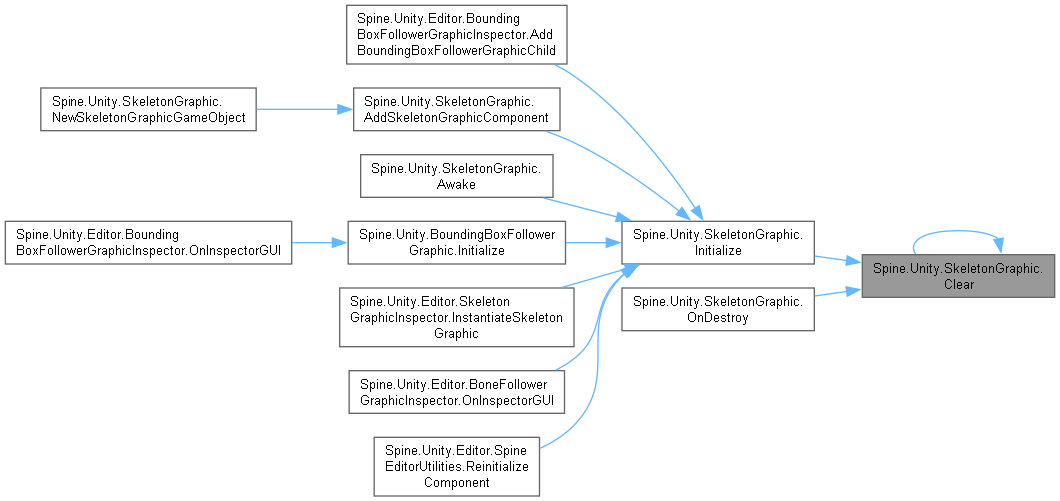 Spine.Unity.Editor.Bounding
BoxFollowerGraphicInspector.Add
BoundingBoxFollowerGraphicChild
Spine.Unity.SkeletonGraphic.
NewSkeletonGraphicGameObject
Spine.Unity.SkeletonGraphic.
AddSkeletonGraphicComponent
Spine.Unity.SkeletonGraphic.
Awake
Spine.Unity.Editor.Bounding
BoxFollowerGraphicInspector.OnInspectorGUI
Spine.Unity.BoundingBoxFollower
Graphic.Initialize
Spine.Unity.SkeletonGraphic.
Initialize
Spine.Unity.SkeletonGraphic.
Clear
Spine.Unity.Editor.Skeleton
GraphicInspector.InstantiateSkeleton
Graphic
Spine.Unity.SkeletonGraphic.
OnDestroy
Spine.Unity.Editor.BoneFollower
GraphicInspector.OnInspectorGUI
Spine.Unity.Editor.Spine
EditorUtilities.Reinitialize
Component